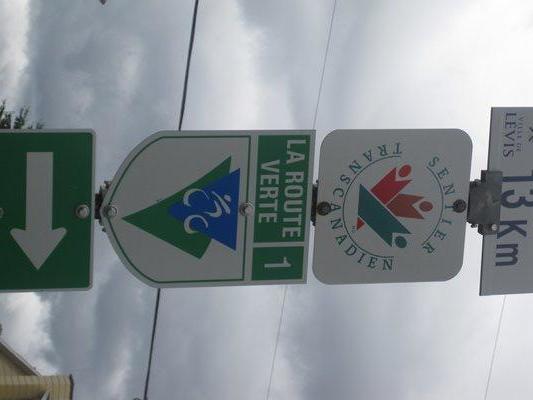 VILLE DE
LÉVIS 13 Km
SENTIER
TRANSCANADIEN
LA ROUTE
VERTE
1